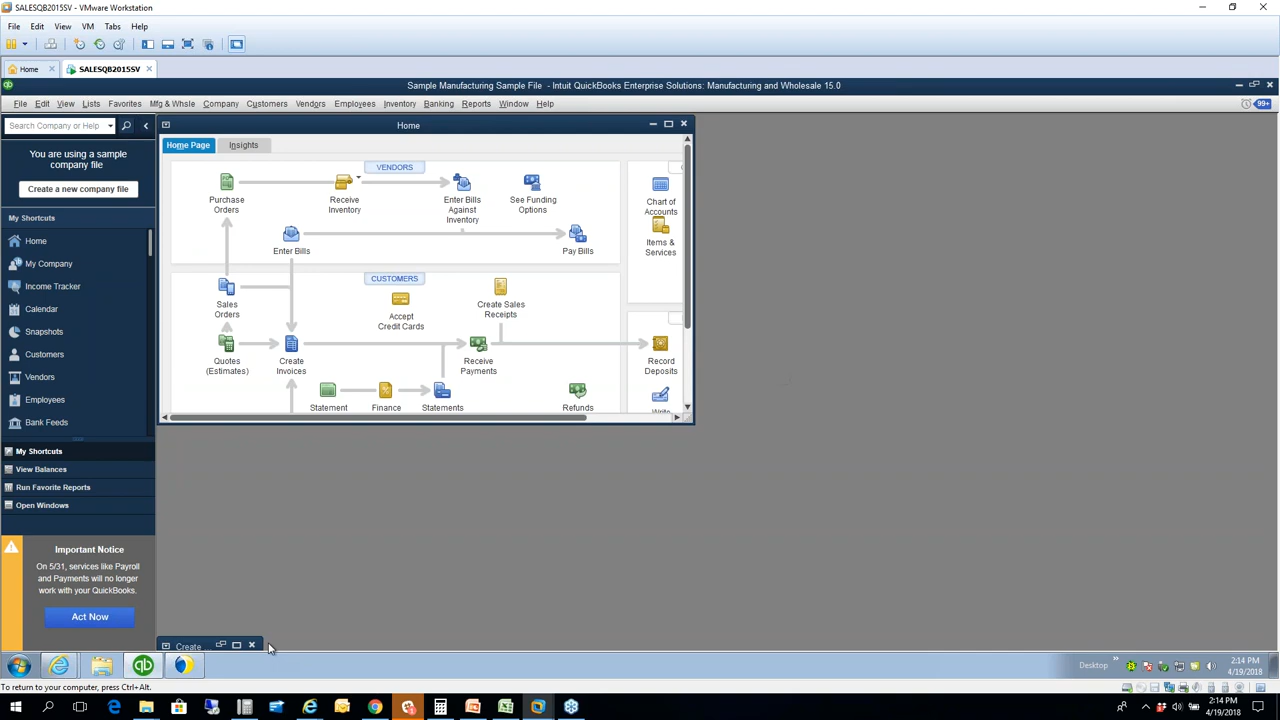 SALESQB2015SV - VMware Workstation
File Edit View VM Tabs Help
Home SALESQB2015SV
Sample Manufacturing Sample File - Intuit QuickBooks Enterprise Solutions: Manufacturing and Wholesale 15.0
File Edit View Lists Favorites Mfg & Whsle Company Customers Vendors Employees Inventory Banking Reports Window Help
99+
Search Company or Help
You are using a sample
company file
Create a new company file
My Shortcuts
Home
My Company
Income Tracker
Calendar
Snapshots
Customers
Vendors
Employees
Bank Feeds
My Shortcuts
View Balances
Run Favorite Reports
Open Windows
Important Notice
On 5/31, services like Payroll
and Payments will no longer
work with your QuickBooks.
Act Now
Home
Home Page Insights
VENDORS
Purchase
Orders
Receive
Inventory
Enter Bills
Against
Inventory
See Funding
Options
Enter Bills
Pay Bills
Chart of
Accounts
Items &
Services
CUSTOMERS
Sales
Orders
Accept
Credit Cards
Create Sales
Receipts
Quotes
(Estimates)
Create
Invoices
Receive
Payments
Record
Deposits
Statement
Finance
Statements
Refunds
Write
Create ...
Desktop
2:14 PM
4/19/2018
To return to your computer, press Ctrl+Alt.
2:14 PM
4/19/2018